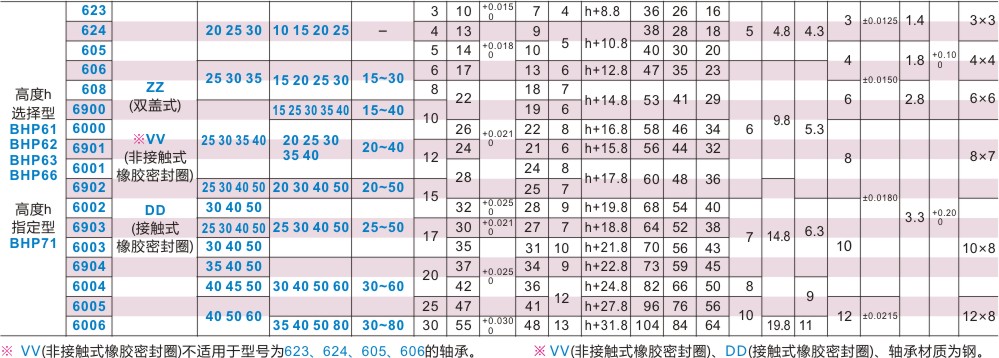 623 3 10 +0.015 0 7 4 h+8.8 36 26 16 3 ±0.0125 1.4 3×3
624 20 25 30 10 15 20 25 – 4 13 9 5 h+10.8 38 28 18 5 4.8 4.3
605 5 14 +0.018 0 10 40 30 20 4 1.8 +0.10 0 4×4
606 25 30 35 15 20 25 30 15~30 6 17 13 6 h+12.8 47 35 23 ±0.0150
608 8 22 18 7 h+14.8 53 41 29 9.8 6 2.8 6×6
6900 15 25 30 35 40 15~40 10 19 6
6000 25 30 35 40 20 25 30 35 40 20~40 26 +0.021 0 22 8 h+16.8 58 46 34 6 5.3
6901 12 24 21 6 h+15.8 56 44 32 8 8×7
6001 28 24 8 h+17.8 60 48 36
6902 25 30 40 50 20 30 40 50 20~50 15 25 7 ±0.0180
6002 30 40 50 25 30 40 50 25~50 32 +0.025 0 28 9 h+19.8 68 54 40 7 14.8 6.3 3.3 +0.20 0
6903 25 30 40 50 17 30 +0.021 0 27 7 h+18.8 64 52 38
6003 30 40 50 35 +0.025 0 31 10 h+21.8 70 56 43 10 10×8
6904 35 40 50 30 40 50 60 30~60 20 37 34 9 h+22.8 73 59 45
6004 40 45 50 42 36 12 h+24.8 82 66 50 8 9
6005 40 50 60 25 47 41 h+27.8 96 76 56 10 12 ±0.0215 12×8
6006 35 40 50 80 30~80 30 55 +0.030 0 48 13 h+31.8 104 84 64 19.8 11
高度h
选择型
BHP61
BHP62
BHP63
BHP66
高度h
指定型
BHP71
ZZ
(双盖式)
※VV
(非接触式
橡胶密封圈)
DD
(接触式
橡胶密封圈)
※ VV(非接触式橡胶密封圈)不适用于型号为623、624、605、606的轴承。 ※ VV(非接触式橡胶密封圈)、DD(接触式橡胶密封圈)、轴承材质为钢。